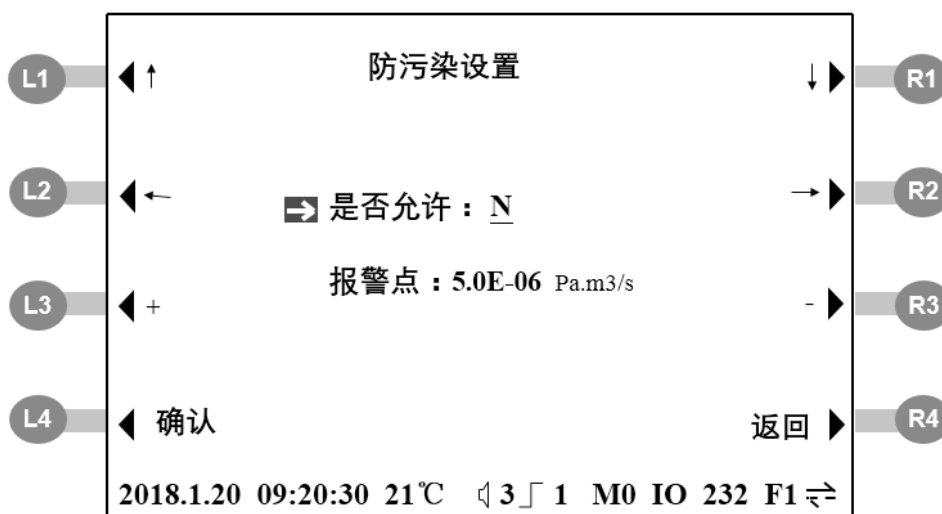 防污染设置
L1 ↑ ↓ R1
L2 ← → R2
➡ 是否允许：N
报警点：5.0E-06 Pa.m3/s
L3 + - R3
L4 确认 返回 R4
2018.1.20 09:20:30 21℃ 3 1 M0 IO 232 F1 ⇌